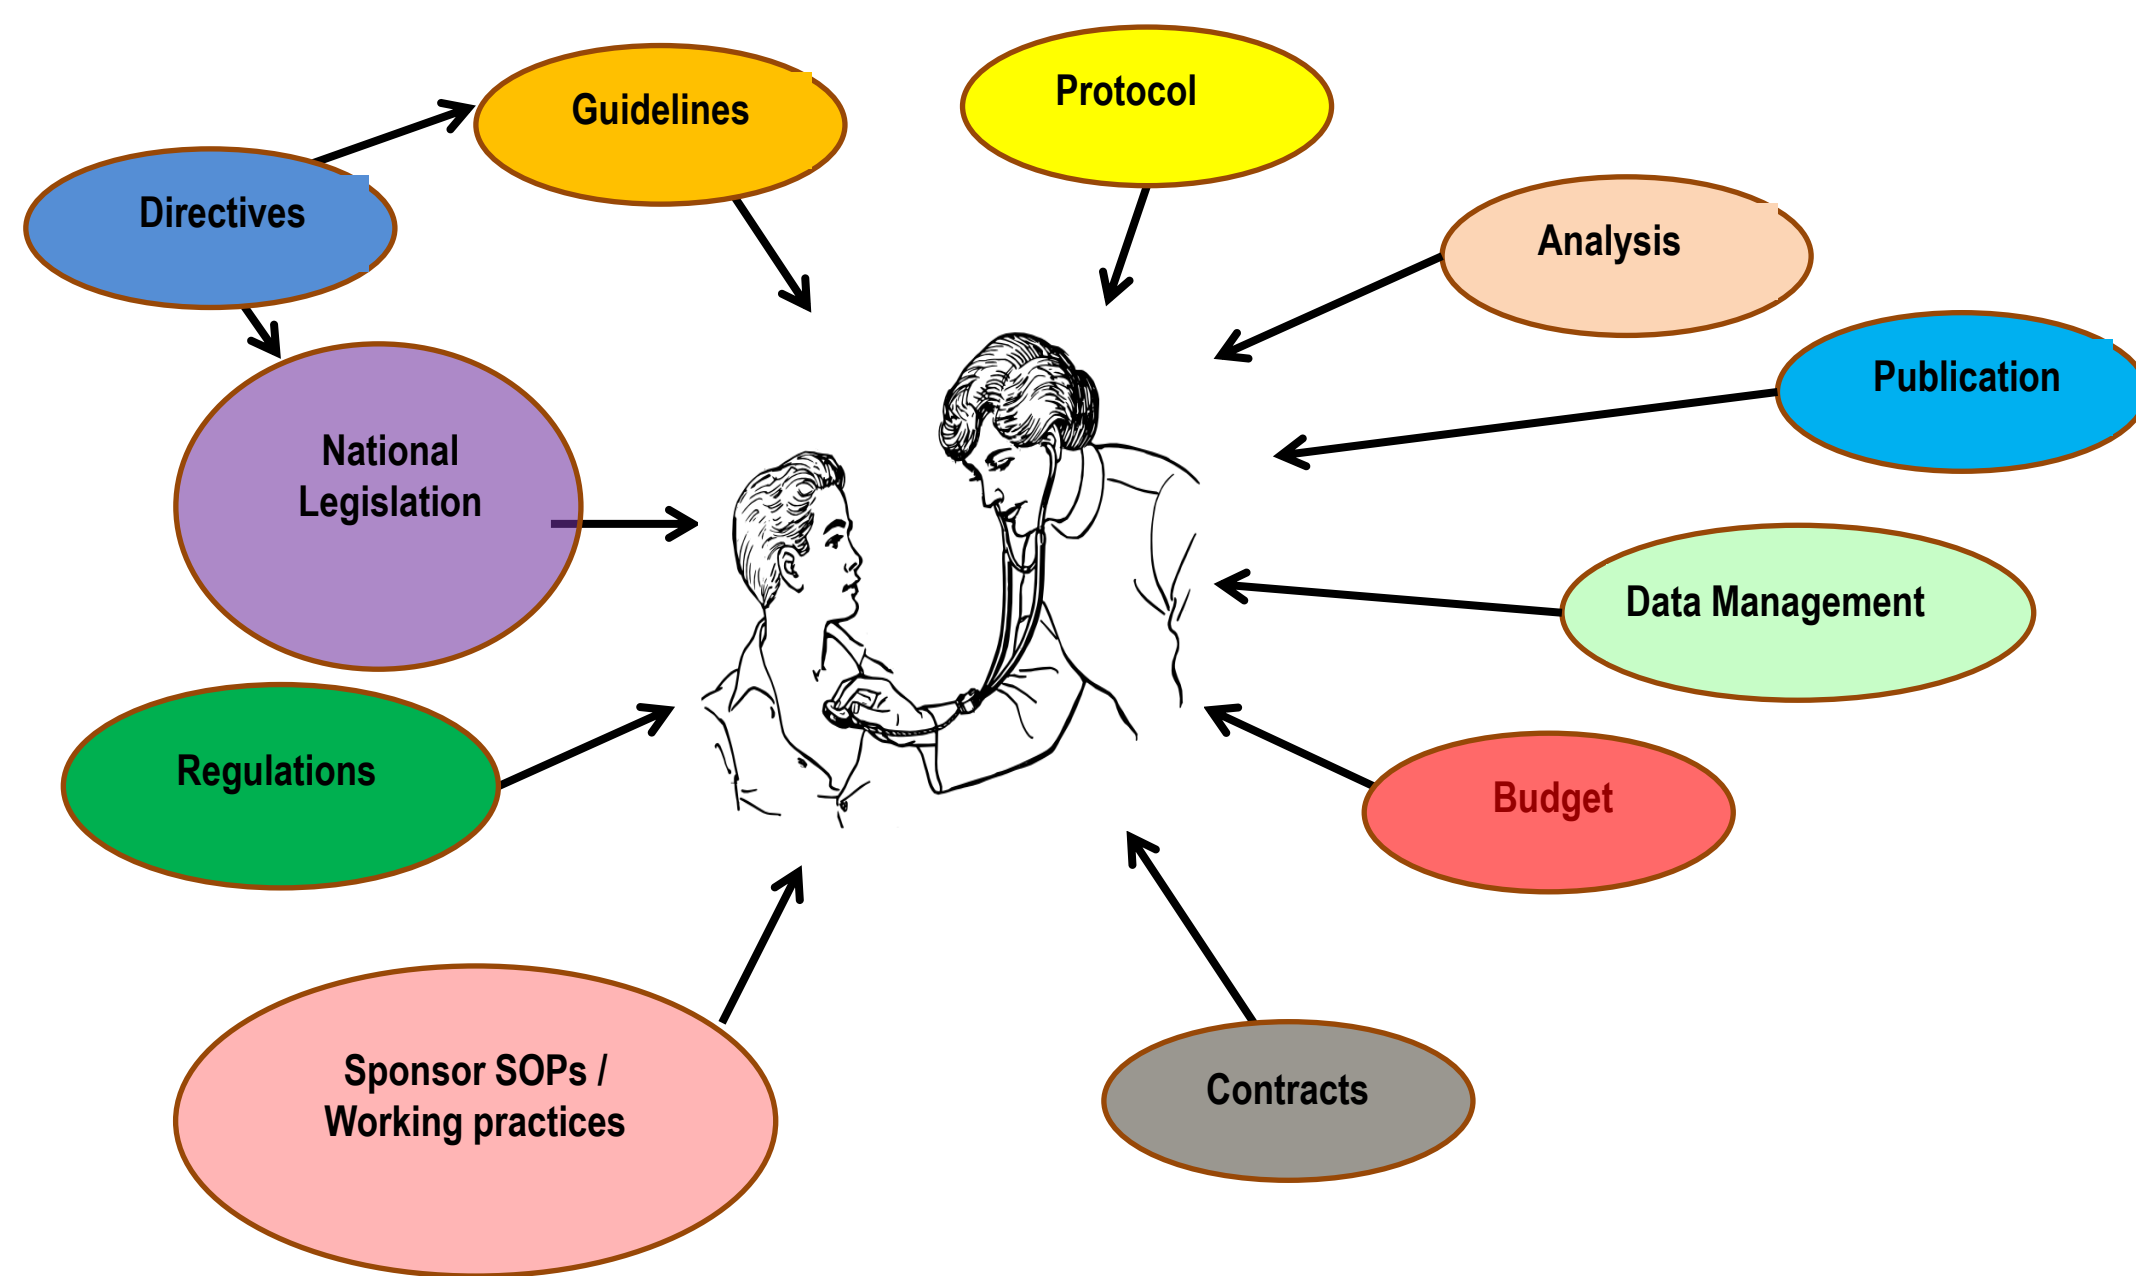 Guidelines
Protocol
Directives
Analysis
Publication
National
Legislation
Data Management
Regulations
Budget
Sponsor SOPs /
Working practices
Contracts